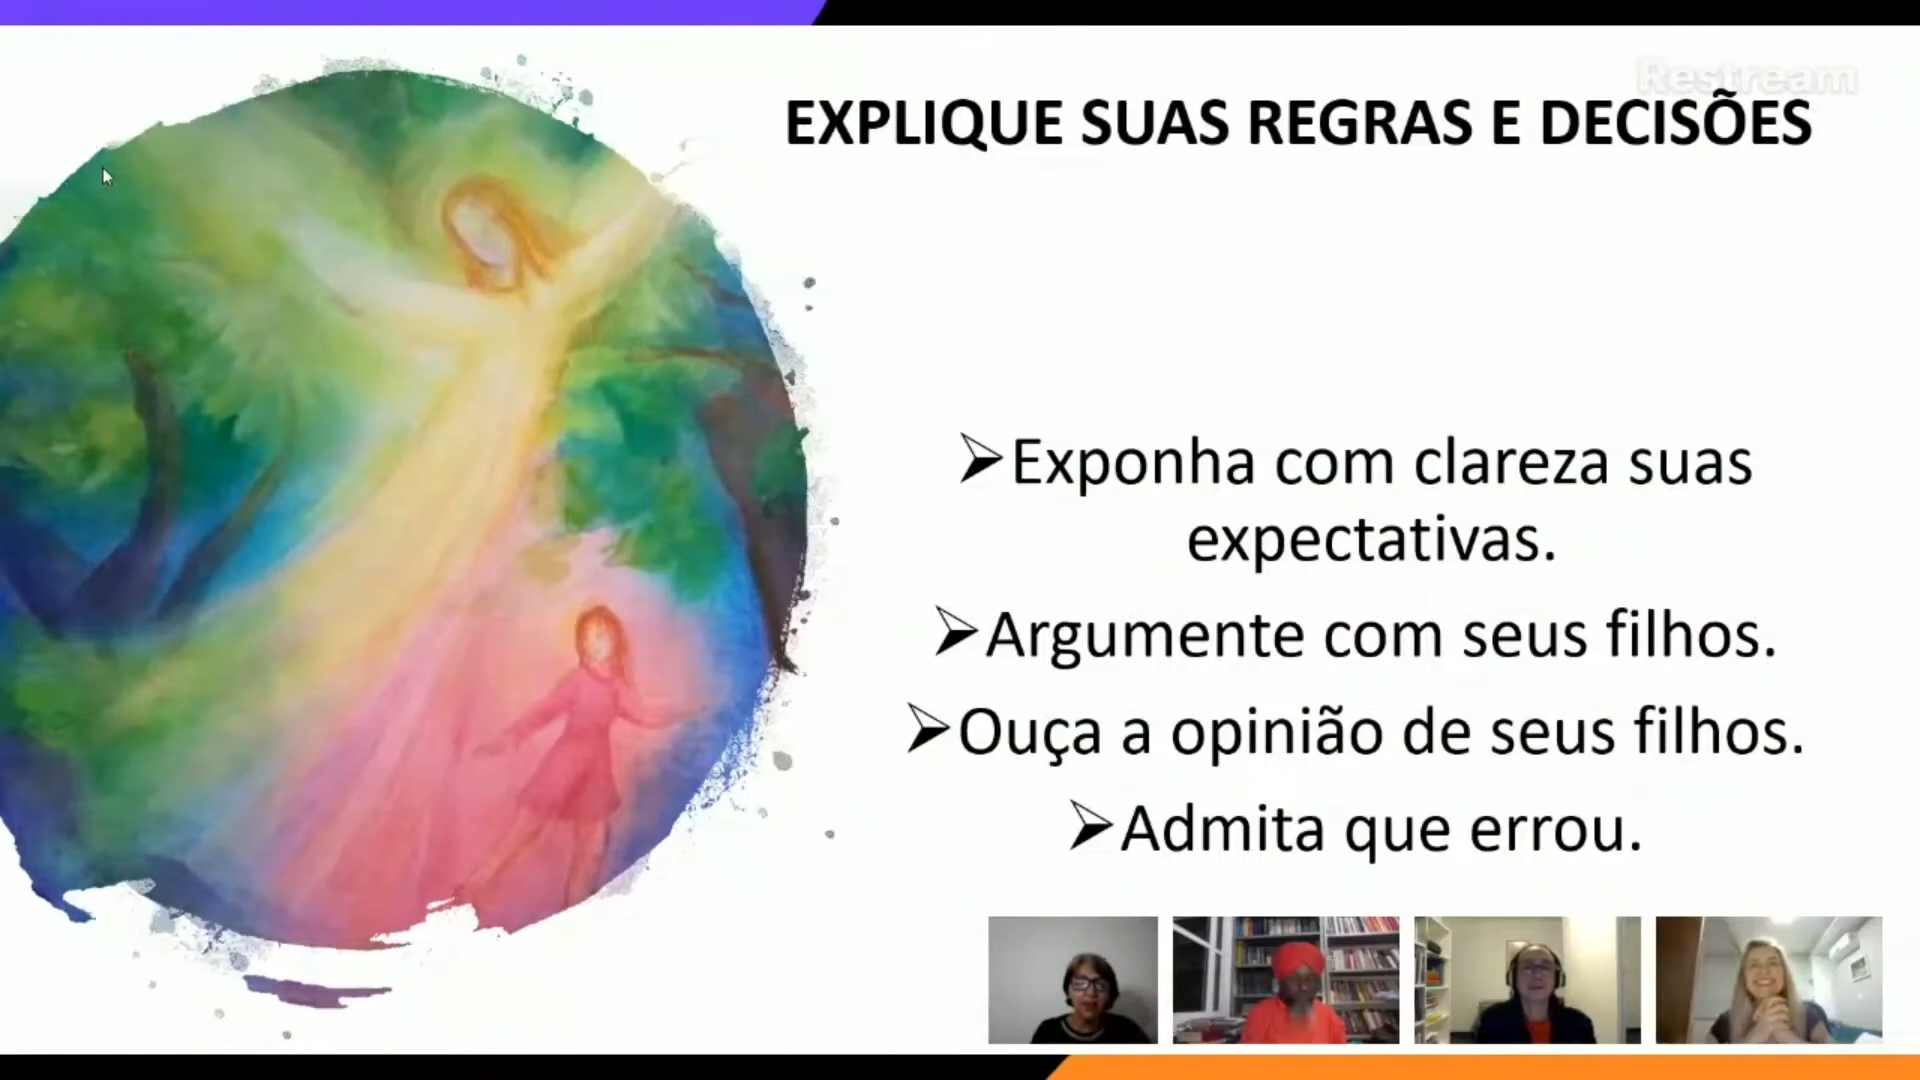 Restream
EXPLIQUE SUAS REGRAS E DECISÕES
➢Exponha com clareza suas
expectativas.
➢Argumente com seus filhos.
➢Ouça a opinião de seus filhos.
➢Admita que errou.